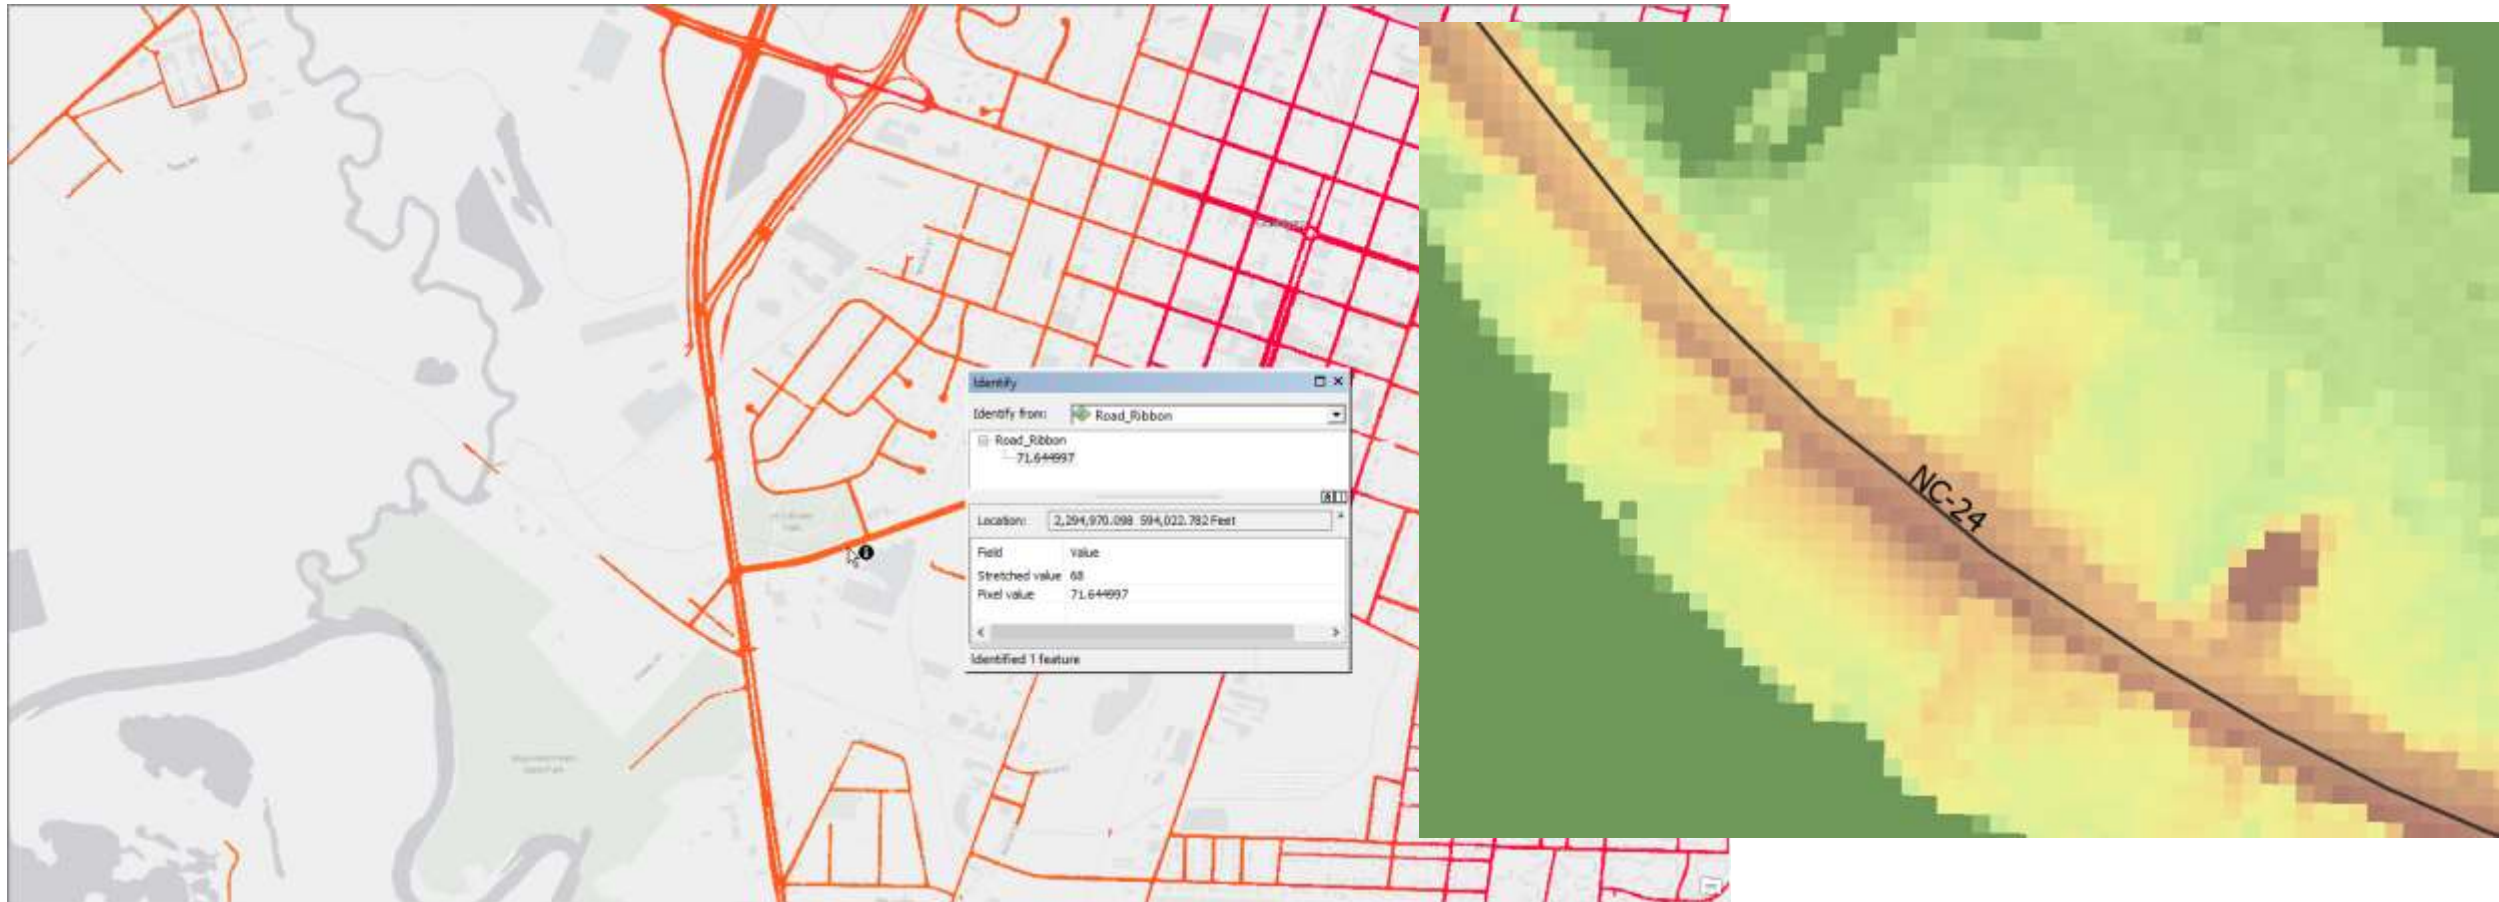 Identify
Identify from: Road_Ribbon
Road_Ribbon
71.644997
Location: 2,294,970.098 594,022.782 Feet
Field Value
Stretched value 68
Pixel value 71.644997
Identified 1 feature
NC-24